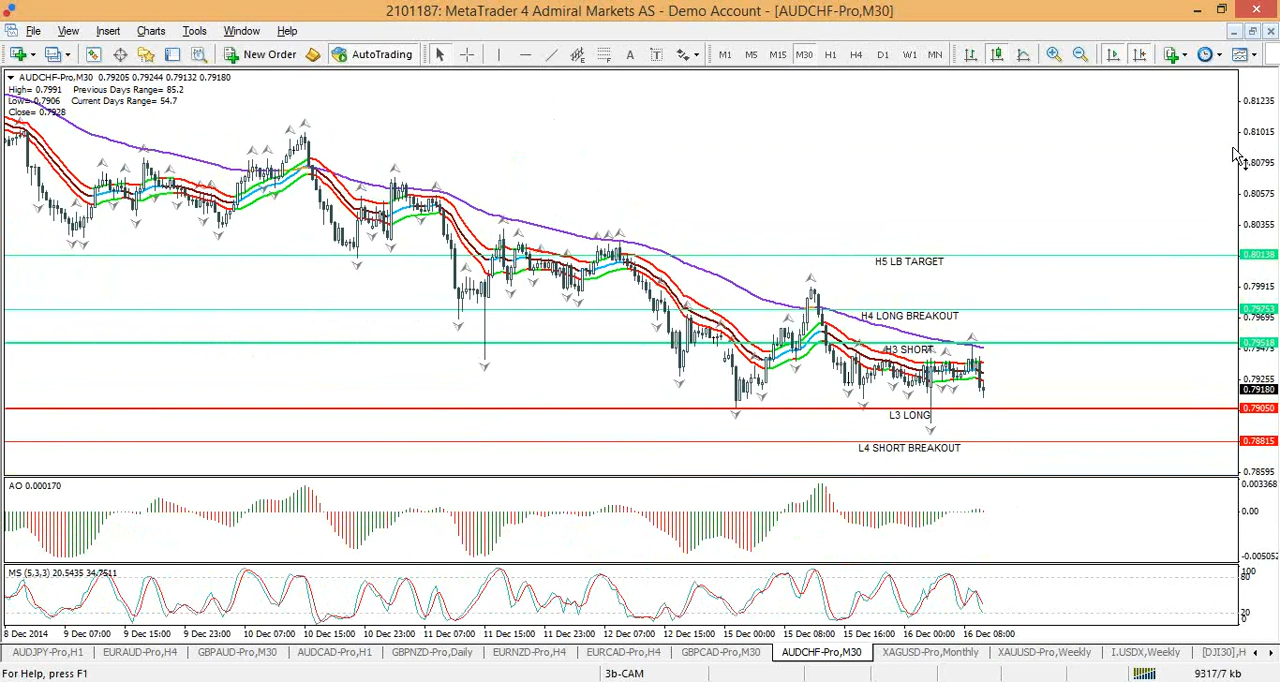 2101187: MetaTrader 4 Admiral Markets AS - Demo Account - [AUDCHF-Pro,M30]
File View Insert Charts Tools Window Help
New Order AutoTrading A T M1 M5 M15 M30 H1 H4 D1 W1 MN
AUDCHF-Pro,M30 0.79205 0.79244 0.79132 0.79180
High= 0.7991 Previous Days Range= 85.2
Low= 0.7906 Current Days Range= 54.7
Close= 0.7928
0.81235
0.81015
0.80795
0.80575
0.80355
0.80138
H5 LB TARGET
0.79915
0.79753
H4 LONG BREAKOUT
0.79695
0.79518
H3 SHORT
0.79475
0.79255
0.79180
0.79050
L3 LONG
0.78815
L4 SHORT BREAKOUT
0.78595
AO 0.000170
0.003368
0.00
-0.005052
MS (5,3,3) 20.5435 34.7511
100
80
20
0
8 Dec 2014 9 Dec 07:00 9 Dec 15:00 9 Dec 23:00 10 Dec 07:00 10 Dec 15:00 10 Dec 23:00 11 Dec 07:00 11 Dec 15:00 11 Dec 23:00 12 Dec 07:00 12 Dec 15:00 15 Dec 00:00 15 Dec 08:00 15 Dec 16:00 16 Dec 00:00 16 Dec 08:00
AUDJPY-Pro,H1 EURAUD-Pro,H4 GBPAUD-Pro,M30 AUDCAD-Pro,H1 GBPNZD-Pro,Daily EURNZD-Pro,H4 EURCAD-Pro,H4 GBPCAD-Pro,M30 AUDCHF-Pro,M30 XAGUSD-Pro,Monthly XAUUSD-Pro,Weekly I.USDX,Weekly [DJI30],H
For Help, press F1 3b-CAM 9317/7 kb